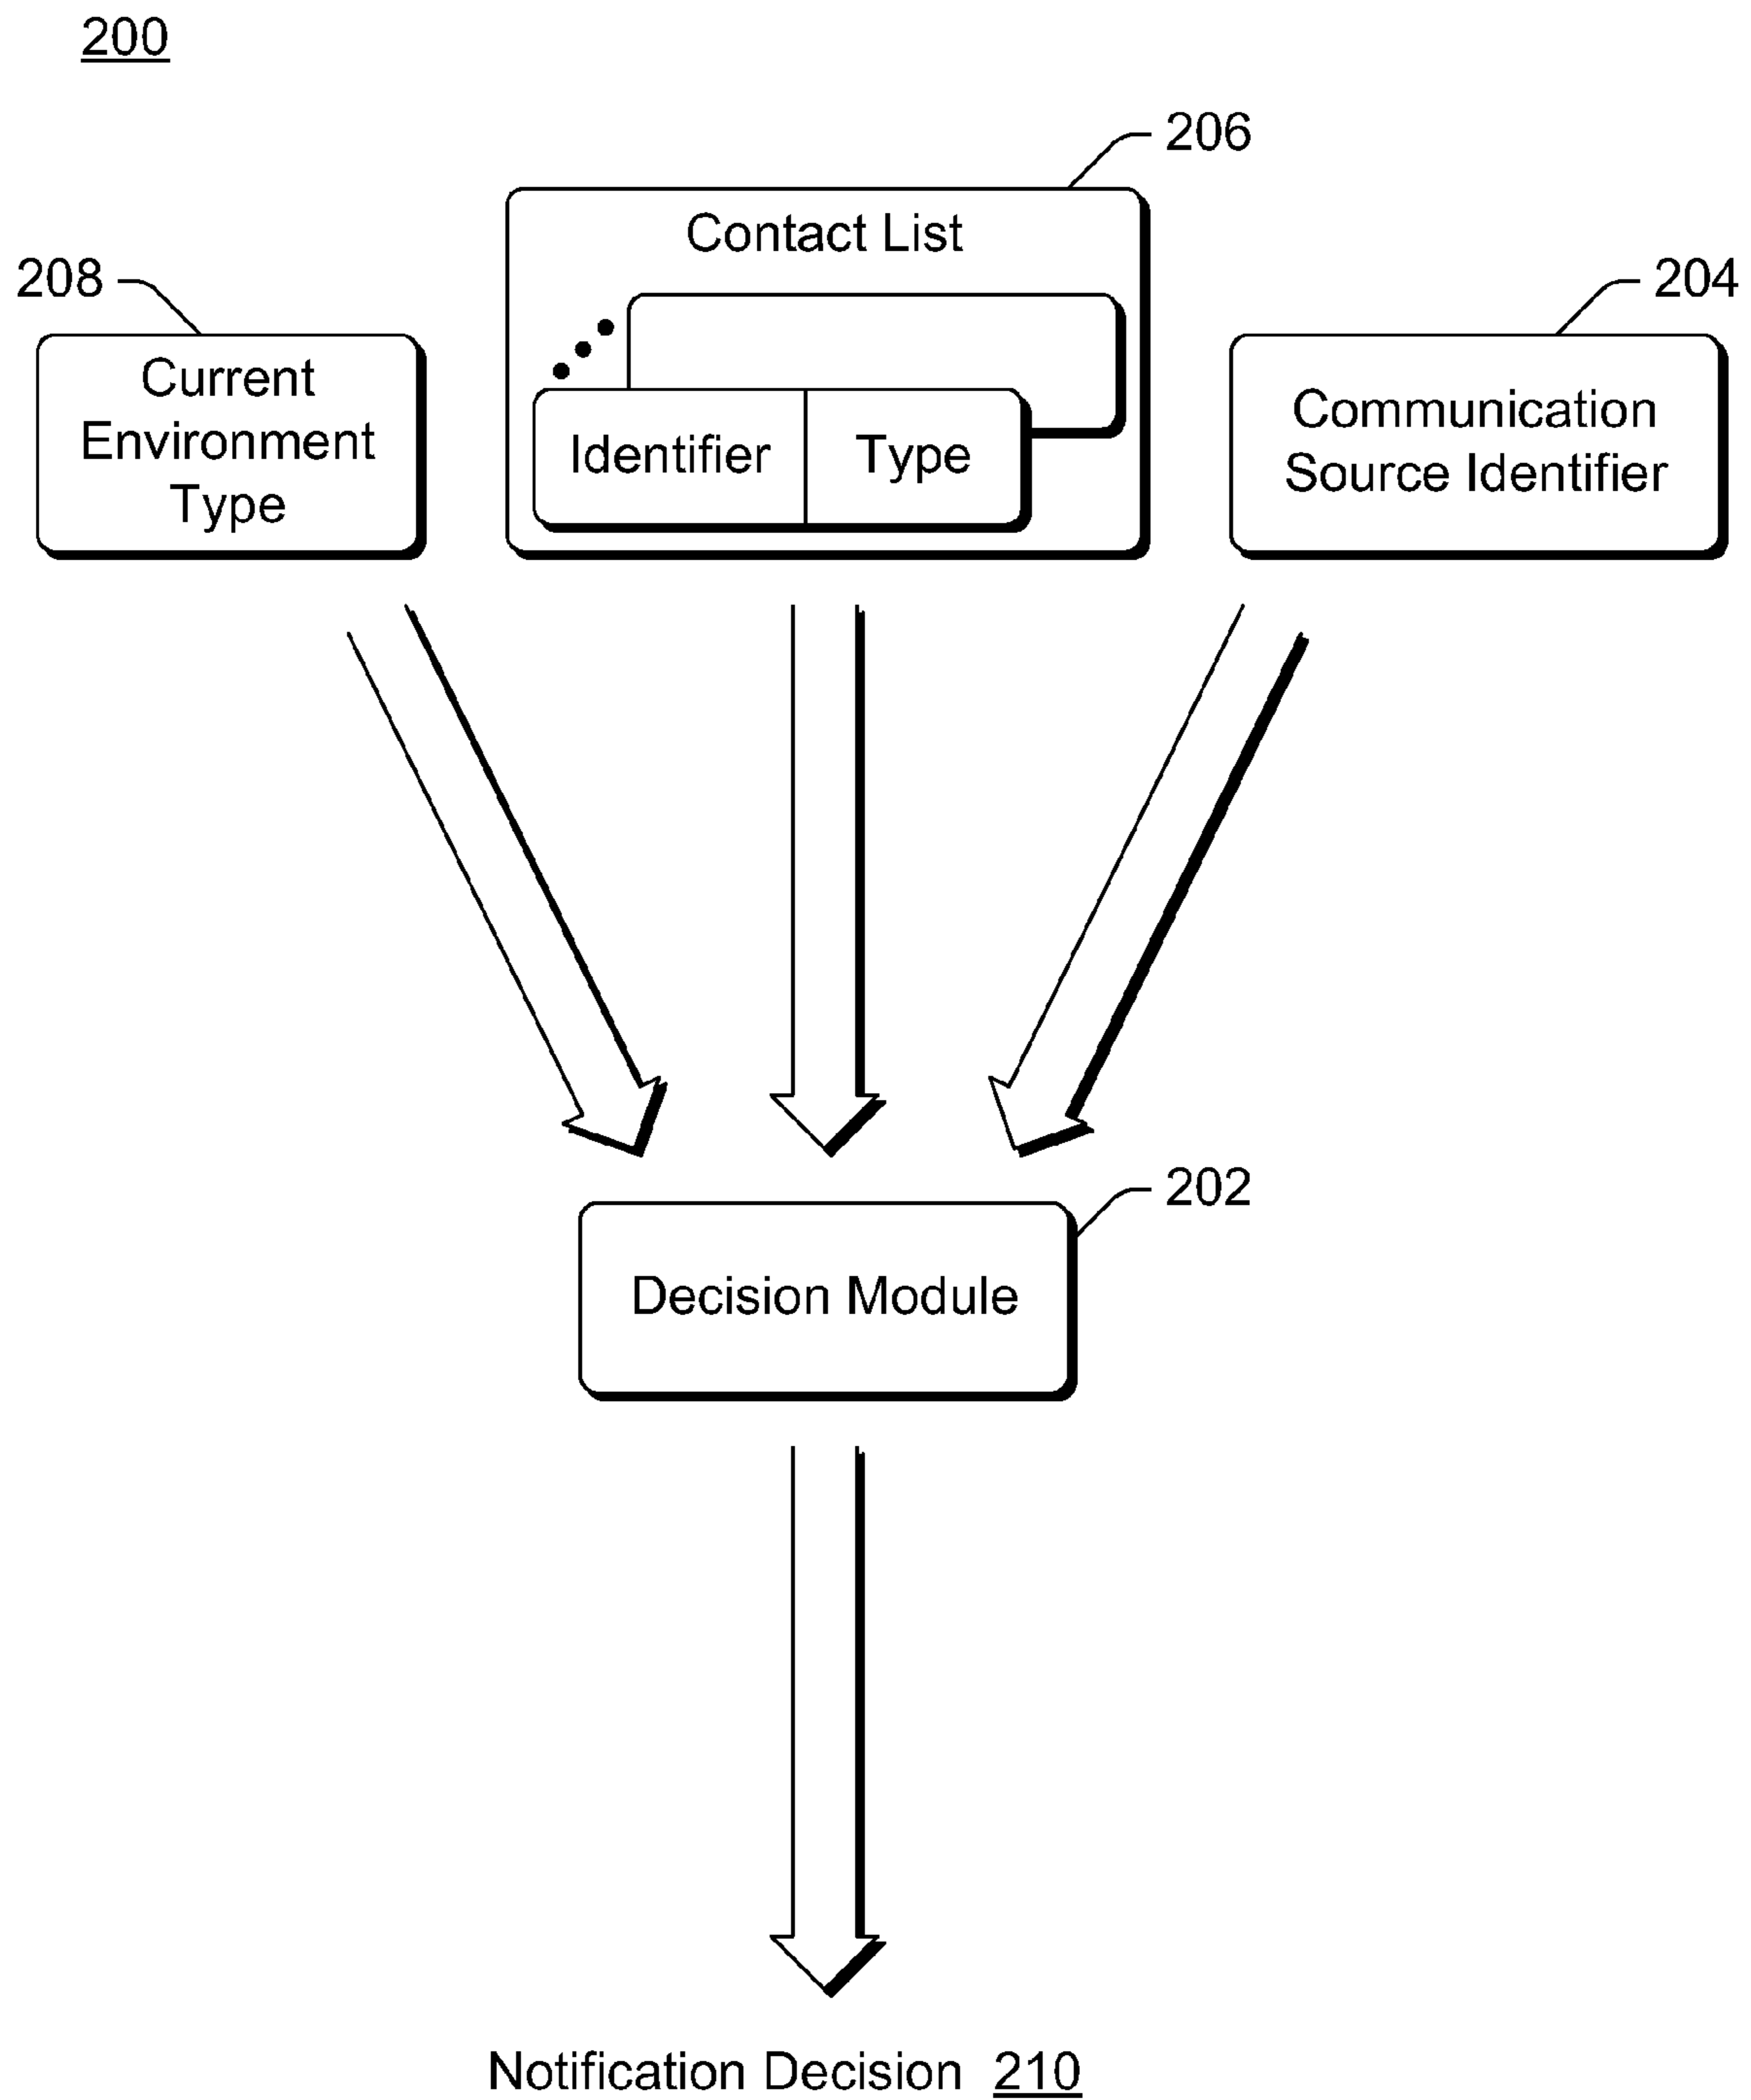 200
206
Contact List
208
204
Current
Environment
Type
Identifier Type
Communication
Source Identifier
202
Decision Module
Notification Decision 210